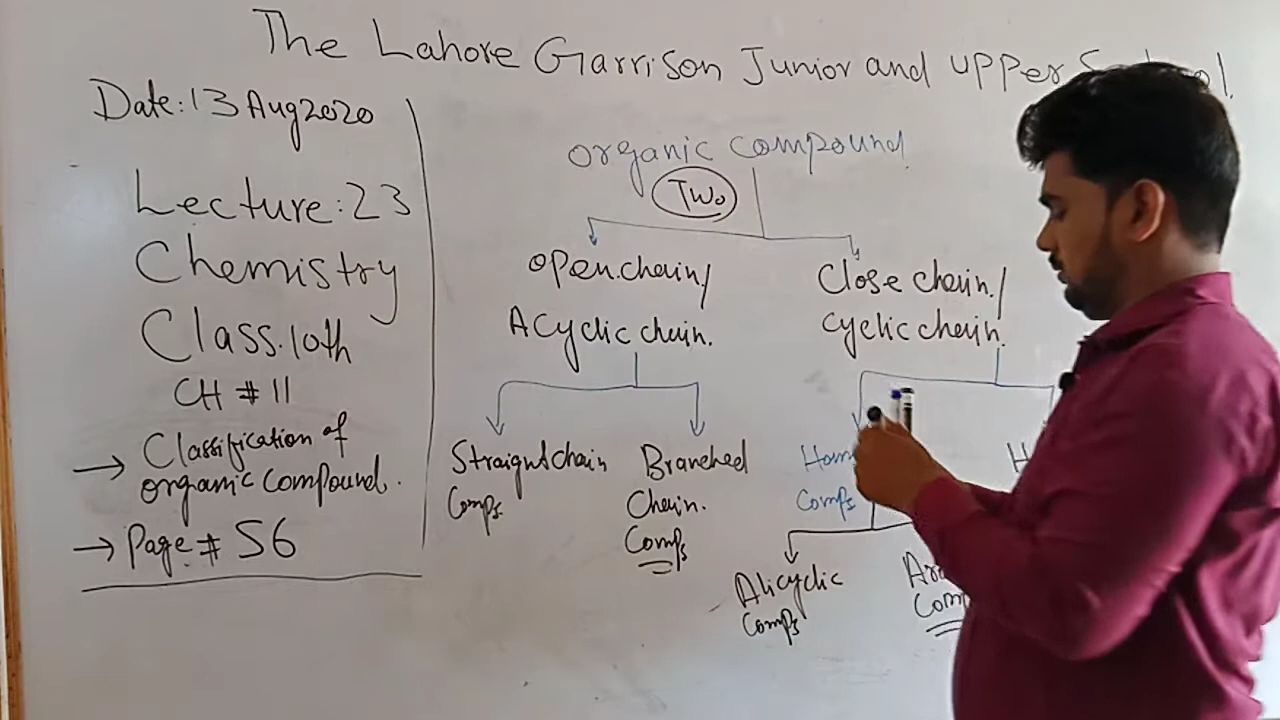 The Lahore Garrison Junior and upper
Date: 13 Aug 2020
Lecture: 23
Chemistry
Class. 10th
CH # 11
→ Classification of
organic compound.
→ Page # 56
organic compound
Two
open.chain/
Acyclic chain.
Close chain./
cyclic chain.
Straight chain
Comps.
Branched
Chain.
Comps
Comps
Alicyclic
Comps